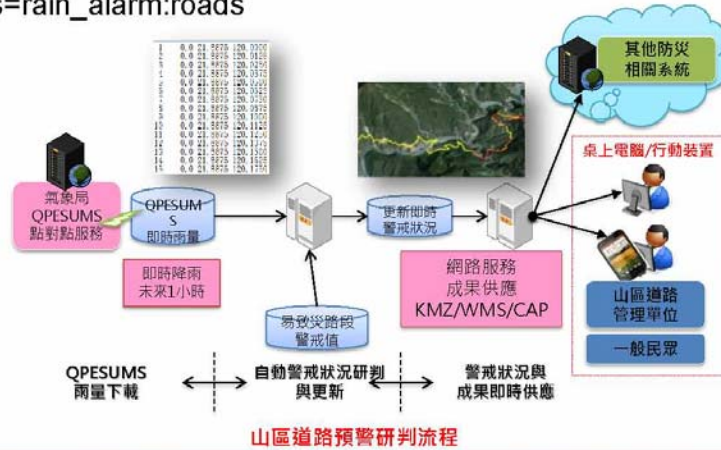 s=rain_alarm:roads
其他防災
相關系統
桌上電腦/行動裝置
氣象局
QPESUMS
點對點服務
QPESUM
S
即時雨量
更新即時
警戒狀況
即時降雨
未來1小時
網路服務
成果供應
KMZ/WMS/CAP
山區道路
管理單位
一般民眾
易致災路段
警戒值
QPESUMS
雨量下載
自動警戒狀況研判
與更新
警戒狀況與
成果即時供應
山區道路預警研判流程